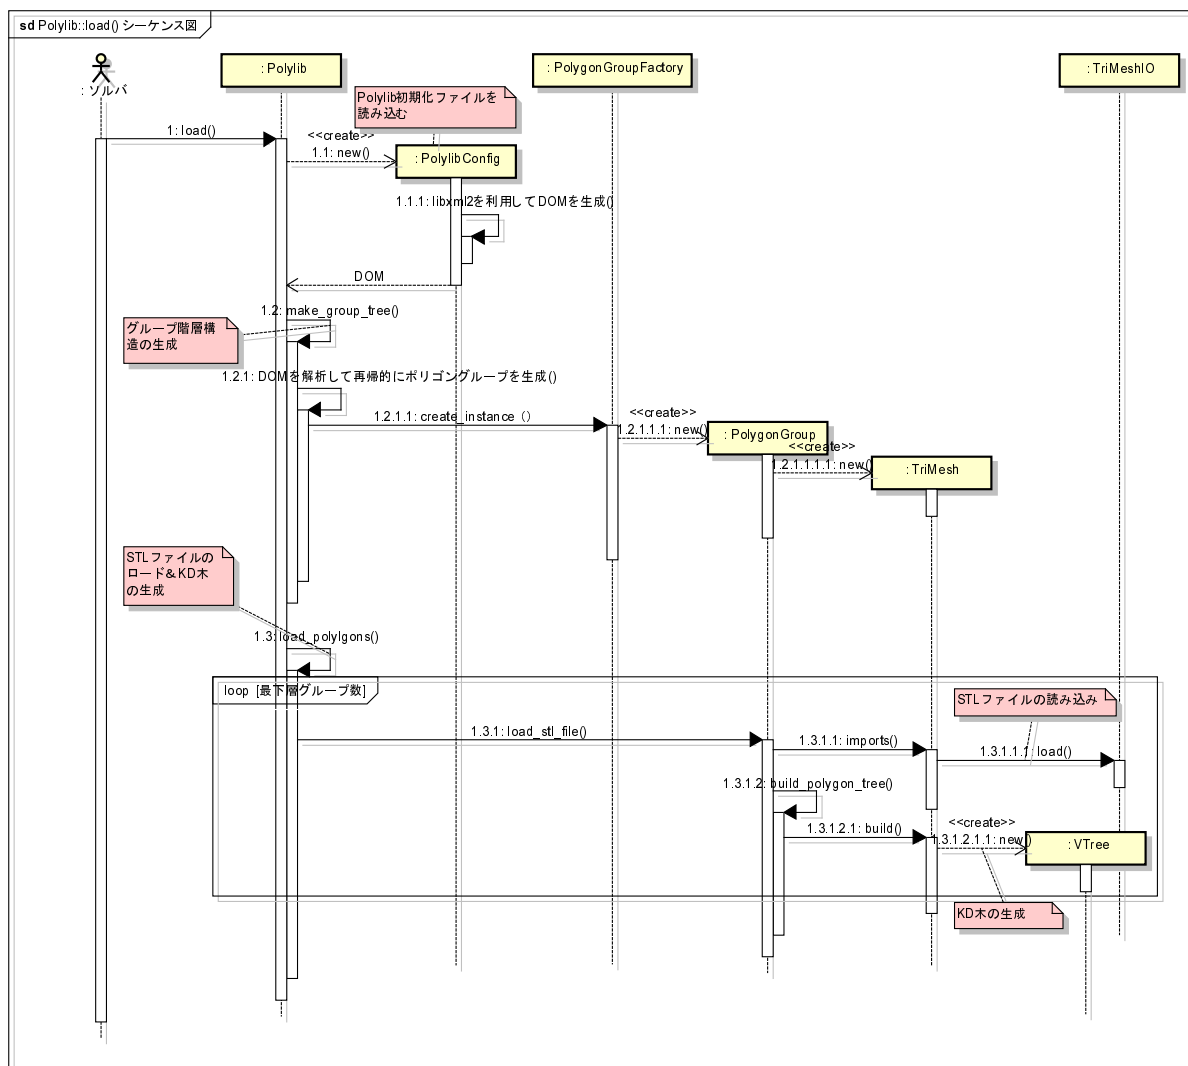 sd Polylib::load() シーケンス図
: ソルバ
: Polylib
: PolygonGroupFactory
: TriMeshIO
Polylib初期化ファイルを
読み込む
1: load()
<<create>>
1.1: new()
: PolylibConfig
1.1.1: libxml2を利用してDOMを生成()
DOM
1.2: make_group_tree()
グループ階層構
造の生成
1.2.1: DOMを解析して再帰的にポリゴングループを生成()
1.2.1.1: create_instance（）
<<create>>
1.2.1.1.1: new()
: PolygonGroup
<<create>>
1.2.1.1.1.1: new()
: TriMesh
STLファイルの
ロード&KD木
の生成
1.3: load_polylgons()
loop [最下層グループ数]
STLファイルの読み込み
1.3.1: load_stl_file()
1.3.1.1: imports()
1.3.1.1.1: load()
1.3.1.2: build_polygon_tree()
1.3.1.2.1: build()
<<create>>
1.3.1.2.1.1: new()
: VTree
KD木の生成